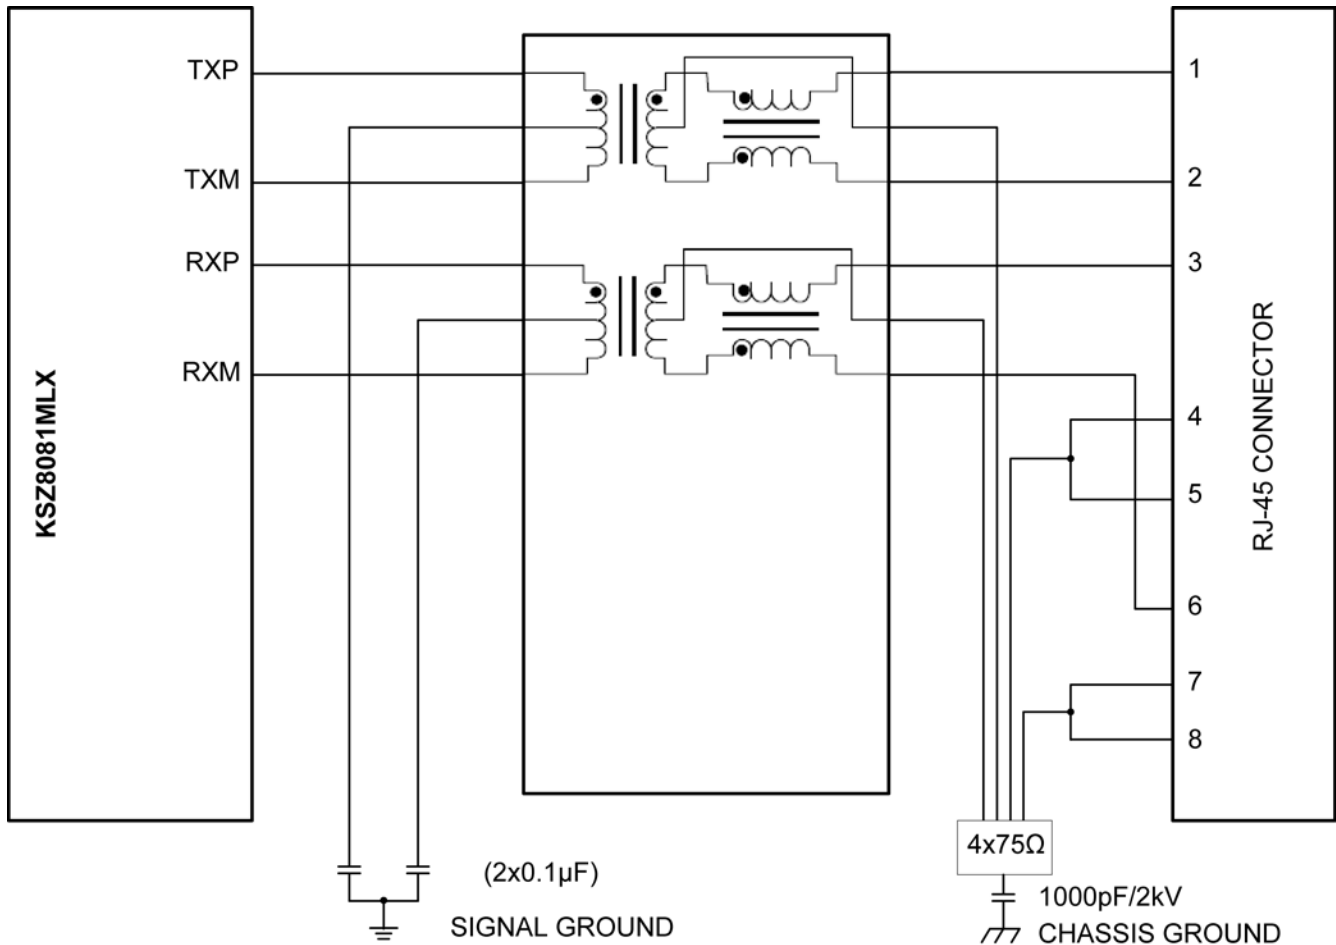 TXP
TXM
RXP
RXM
KSZ8081MLX
1
2
3
4
5
6
7
8
RJ-45 CONNECTOR
(2x0.1µF)
SIGNAL GROUND
4x75Ω
1000pF/2kV
CHASSIS GROUND